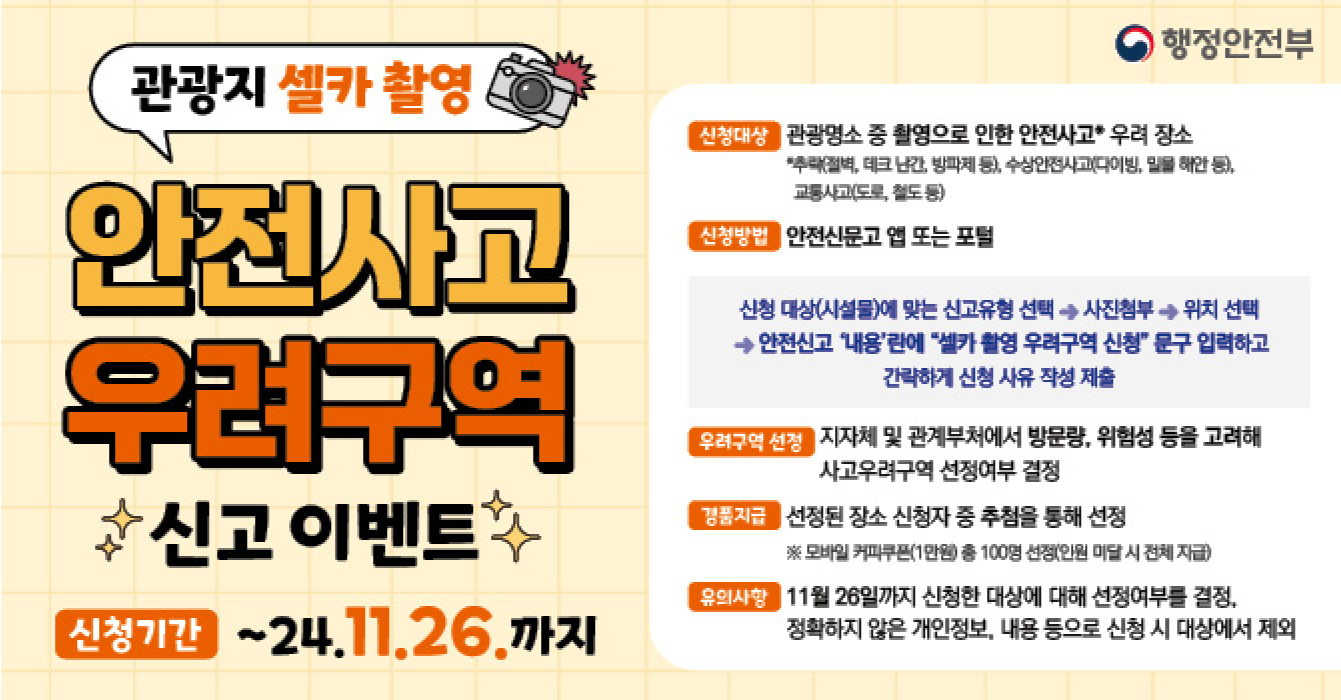 관광지 셀카 촬영
안전사고
우려구역
신고 이벤트
신청기간 ~24.11.26.까지
행정안전부
신청대상 관광명소 중 촬영으로 인한 안전사고* 우려 장소
*추락(절벽, 데크 난간, 방파제 등), 수상안전사고(다이빙, 밀물 해안 등),
교통사고(도로, 철도 등)
신청방법 안전신문고 앱 또는 포털
신청 대상(시설물)에 맞는 신고유형 선택 → 사진첨부 → 위치 선택
→ 안전신고 ‘내용’란에 “셀카 촬영 우려구역 신청” 문구 입력하고
간략하게 신청 사유 작성 제출
우려구역 선정 지자체 및 관계부처에서 방문량, 위험성 등을 고려해
사고우려구역 선정여부 결정
경품지급 선정된 장소 신청자 중 추첨을 통해 선정
※ 모바일 커피쿠폰(1만원) 총 100명 선정(인원 미달 시 전체 지급)
유의사항 11월 26일까지 신청한 대상에 대해 선정여부를 결정,
정확하지 않은 개인정보, 내용 등으로 신청 시 대상에서 제외